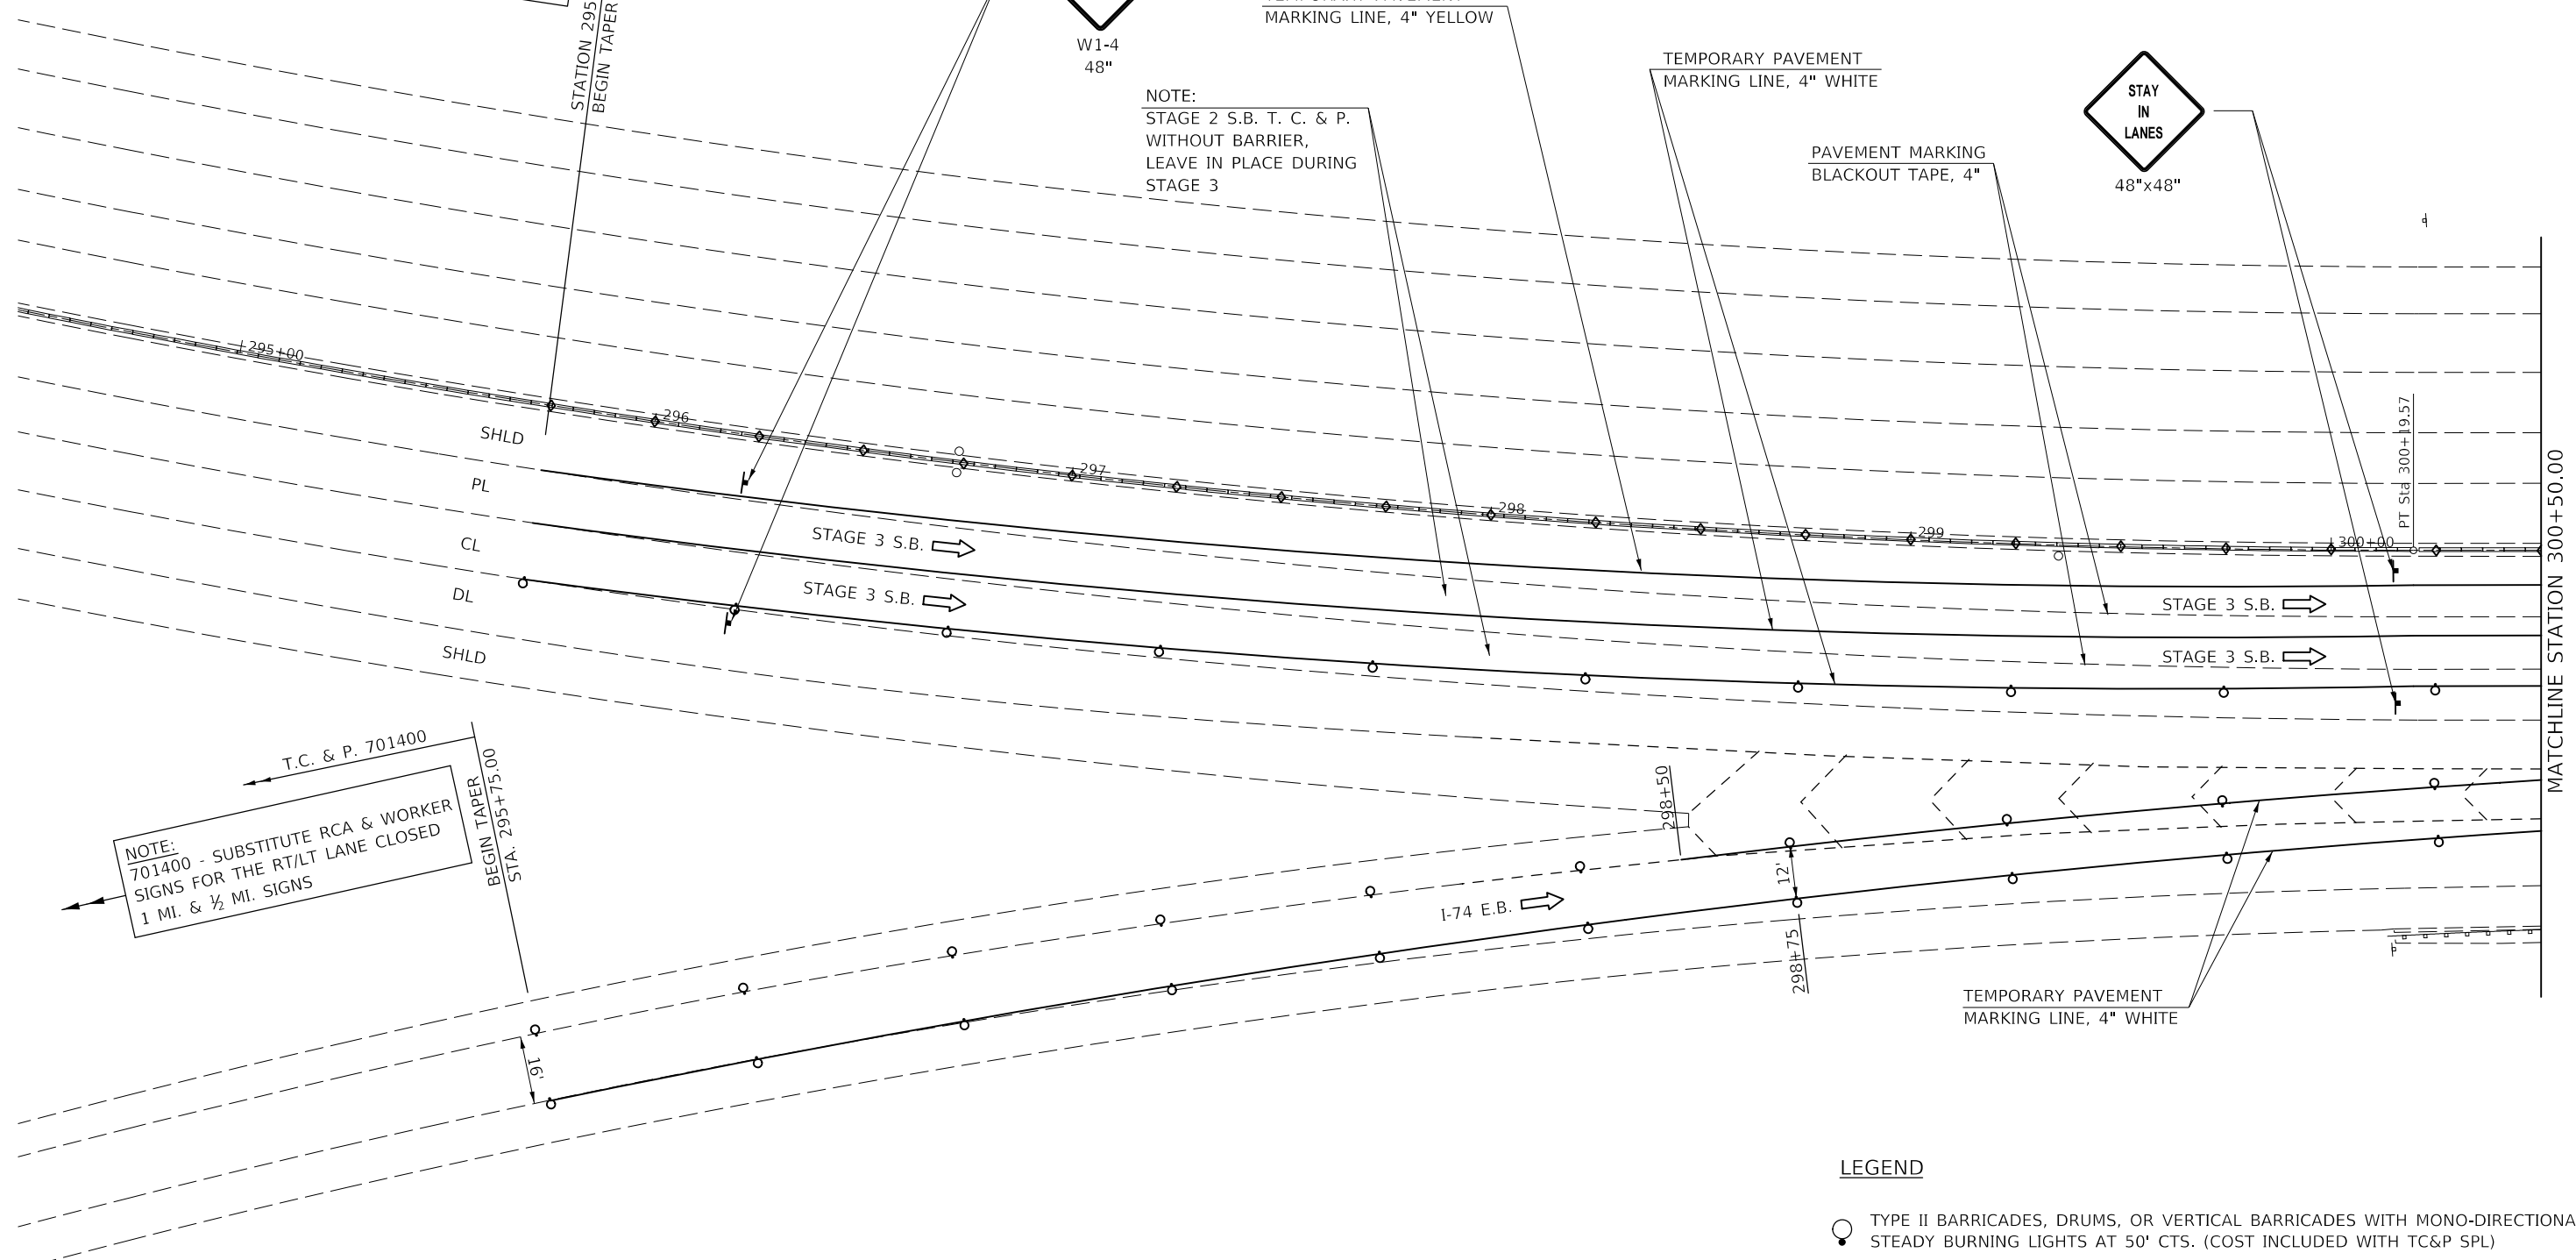 STATION 295
BEGIN TAPER
W1-4
48"
MARKING LINE, 4" YELLOW
NOTE:
STAGE 2 S.B. T. C. & P.
WITHOUT BARRIER,
LEAVE IN PLACE DURING
STAGE 3
TEMPORARY PAVEMENT
MARKING LINE, 4" WHITE
PAVEMENT MARKING
BLACKOUT TAPE, 4"
STAY
IN
LANES
48"x48"
295+00
296
297
298
299
300+00
PT Sta 300+19.57
MATCHLINE STATION 300+50.00
SHLD
PL
CL
DL
SHLD
STAGE 3 S.B.
STAGE 3 S.B.
STAGE 3 S.B.
STAGE 3 S.B.
T.C. & P. 701400
NOTE:
701400 - SUBSTITUTE RCA & WORKER
SIGNS FOR THE RT/LT LANE CLOSED
1 MI. & ½ MI. SIGNS
BEGIN TAPER
STA. 295+75.00
16'
298+50
12'
298+75
I-74 E.B.
TEMPORARY PAVEMENT
MARKING LINE, 4" WHITE
LEGEND
TYPE II BARRICADES, DRUMS, OR VERTICAL BARRICADES WITH MONO-DIRECTIONA
STEADY BURNING LIGHTS AT 50' CTS. (COST INCLUDED WITH TC&P SPL)